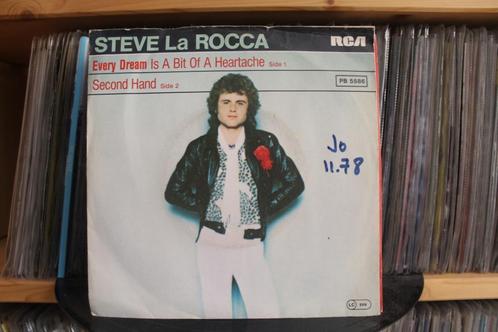 STEVE La ROCCA
RCA
Every Dream Is A Bit Of A Heartache Side 1
Second Hand Side 2
PB 5586
Jo
11.78
LC